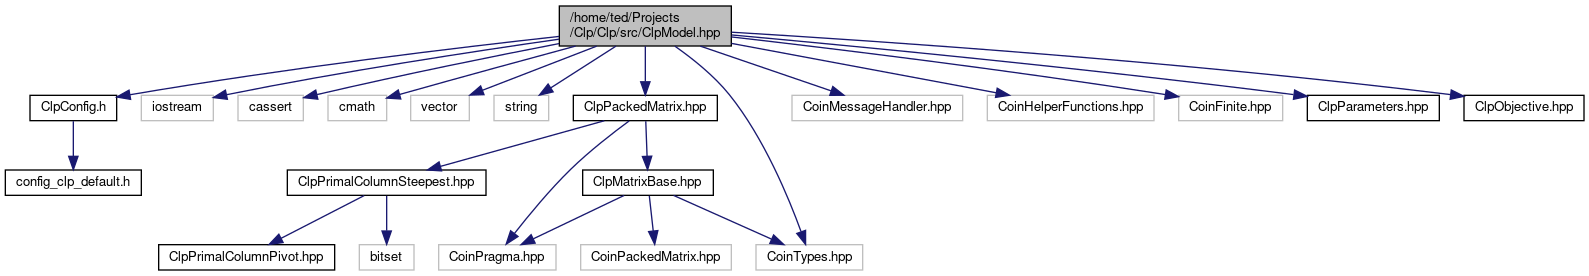 /home/ted/Projects
/Clp/Clp/src/ClpModel.hpp
ClpConfig.h
iostream
cassert
cmath
vector
string
ClpPackedMatrix.hpp
CoinMessageHandler.hpp
CoinHelperFunctions.hpp
CoinFinite.hpp
ClpParameters.hpp
ClpObjective.hpp
config_clp_default.h
ClpPrimalColumnSteepest.hpp
ClpMatrixBase.hpp
ClpPrimalColumnPivot.hpp
bitset
CoinPragma.hpp
CoinPackedMatrix.hpp
CoinTypes.hpp